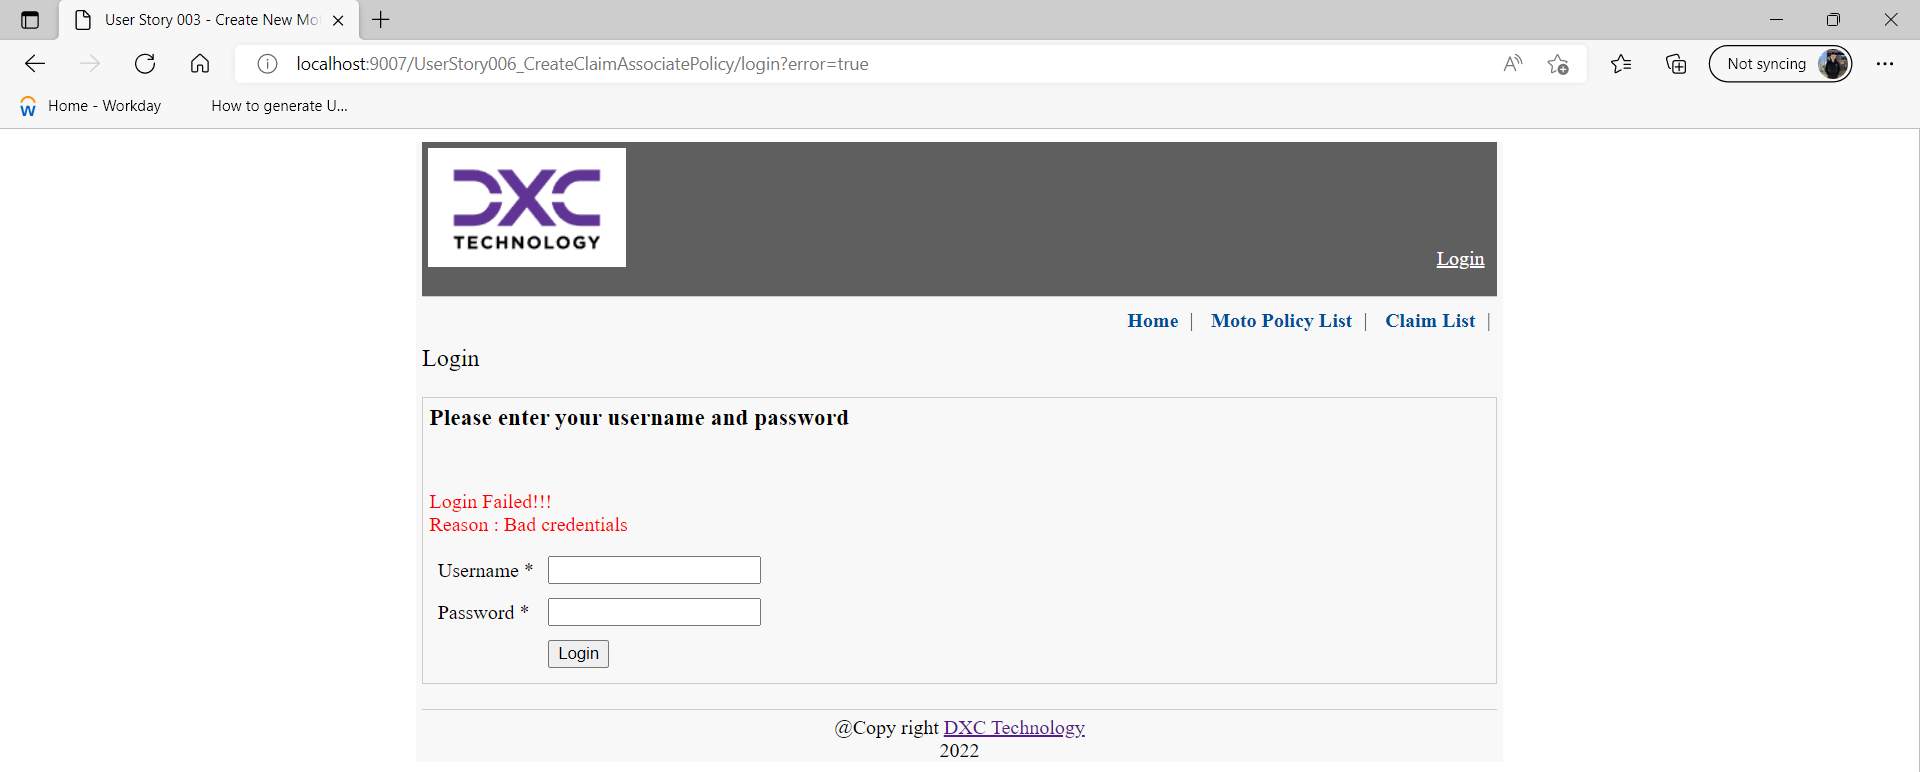 User Story 003 - Create New Mo
localhost:9007/UserStory006_CreateClaimAssociatePolicy/login?error=true
Not syncing
Home - Workday
How to generate U...
DXC
TECHNOLOGY
Login
Home | Moto Policy List | Claim List |
Login
Please enter your username and password
Login Failed!!!
Reason : Bad credentials
Username *
Password *
Login
@Copy right DXC Technology
2022